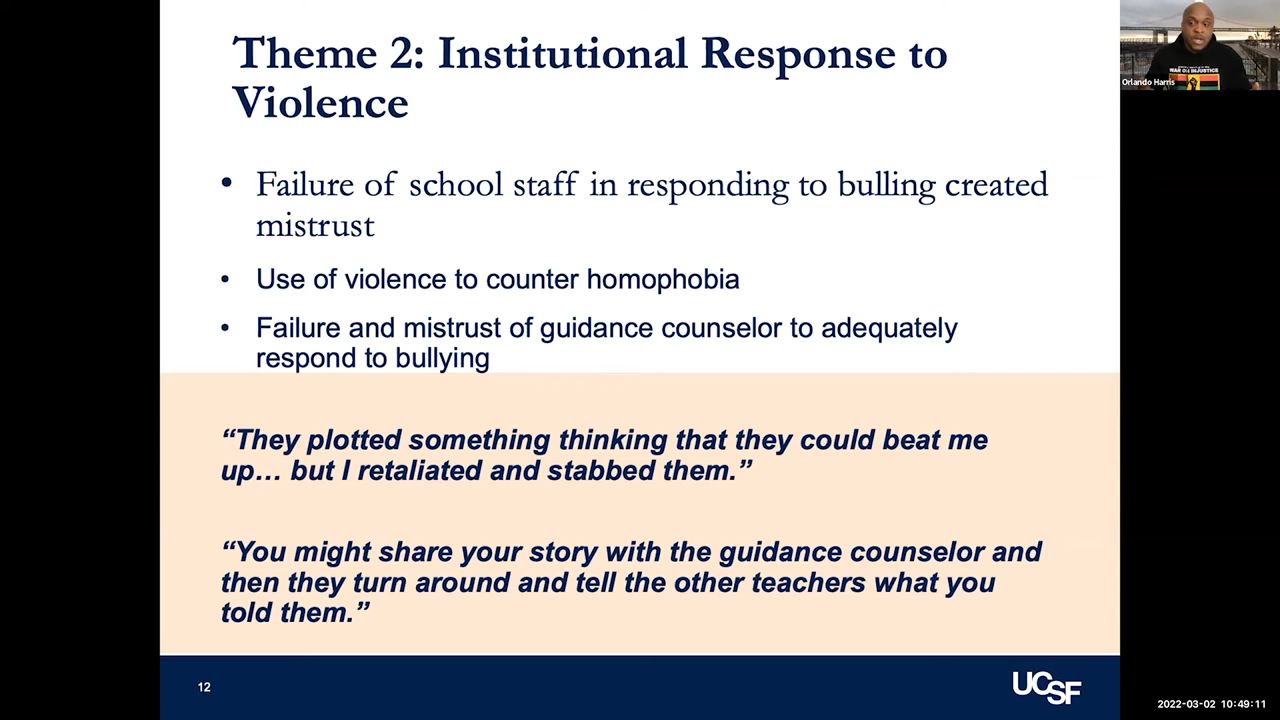 Theme 2: Institutional Response to
Violence
• Failure of school staff in responding to bulling created
mistrust
• Use of violence to counter homophobia
• Failure and mistrust of guidance counselor to adequately
respond to bullying
“They plotted something thinking that they could beat me
up… but I retaliated and stabbed them.”
“You might share your story with the guidance counselor and
then they turn around and tell the other teachers what you
told them.”
12
UCSF
WAR ON INJUSTICE
Orlando Harris
2022-03-02 10:49:11